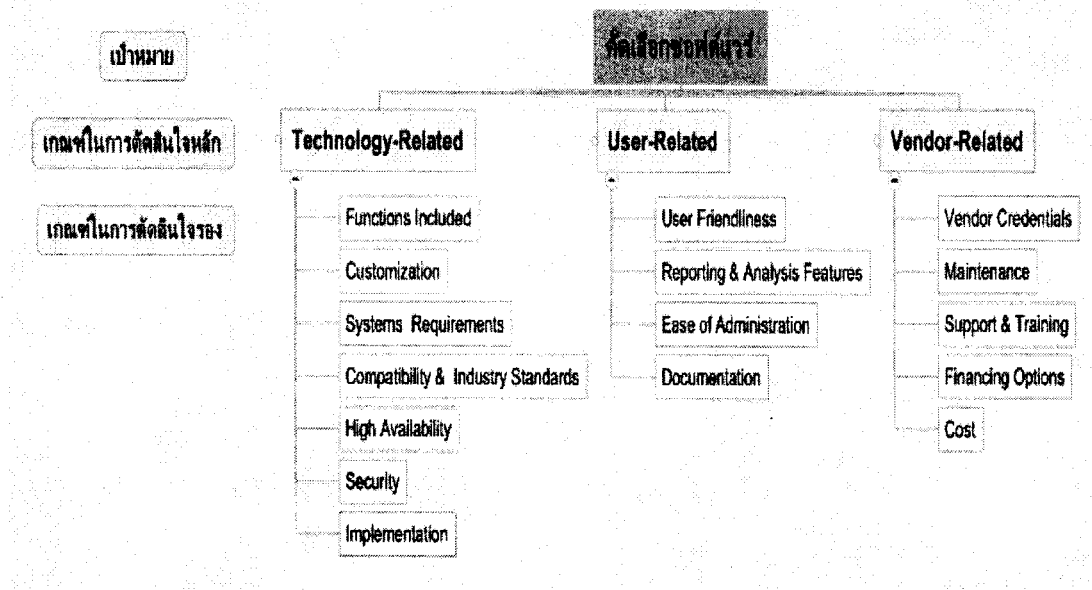 เป้าหมาย
คัดเลือกซอฟต์แวร์
เกณฑ์ในการตัดสินใจหลัก
Technology-Related
User-Related
Vendor-Related
เกณฑ์ในการตัดสินใจรอง
Functions Included
Customization
Systems Requirements
Compatibility & Industry Standards
High Availability
Security
Implementation
User Friendliness
Reporting & Analysis Features
Ease of Administration
Documentation
Vendor Credentials
Maintenance
Support & Training
Financing Options
Cost